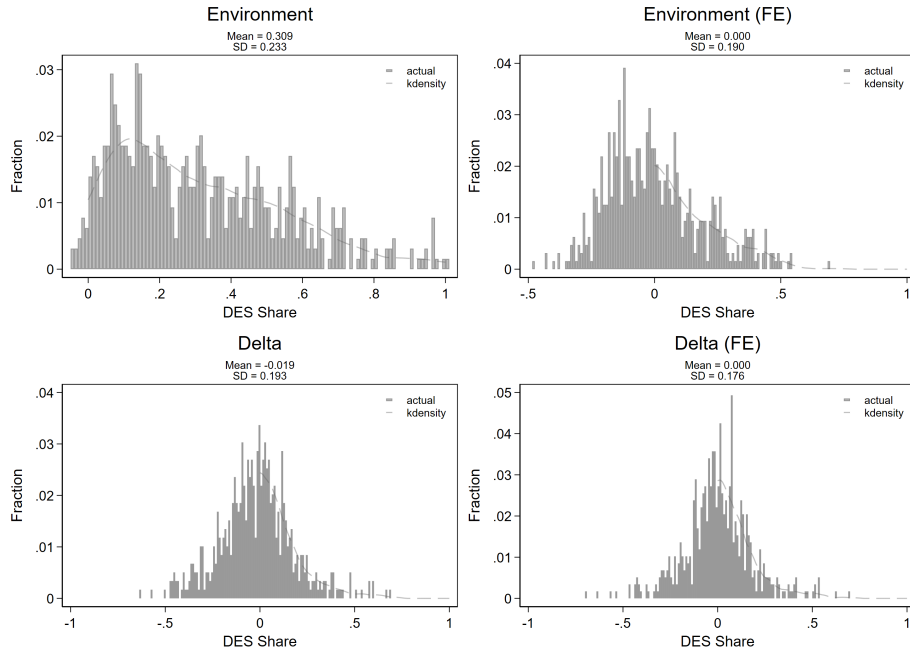 Environment
Mean = 0.309
SD = 0.233
.03
.02
.01
0
Fraction
actual
kdensity
0
.2
.4
.6
.8
1
DES Share
Environment (FE)
Mean = 0.000
SD = 0.190
.04
.03
.02
.01
0
Fraction
actual
kdensity
-.5
0
.5
1
DES Share
Delta
Mean = -0.019
SD = 0.193
.04
.03
.02
.01
0
Fraction
actual
kdensity
-1
-.5
0
.5
1
DES Share
Delta (FE)
Mean = 0.000
SD = 0.176
.05
.04
.03
.02
.01
0
Fraction
actual
kdensity
-1
-.5
0
.5
1
DES Share